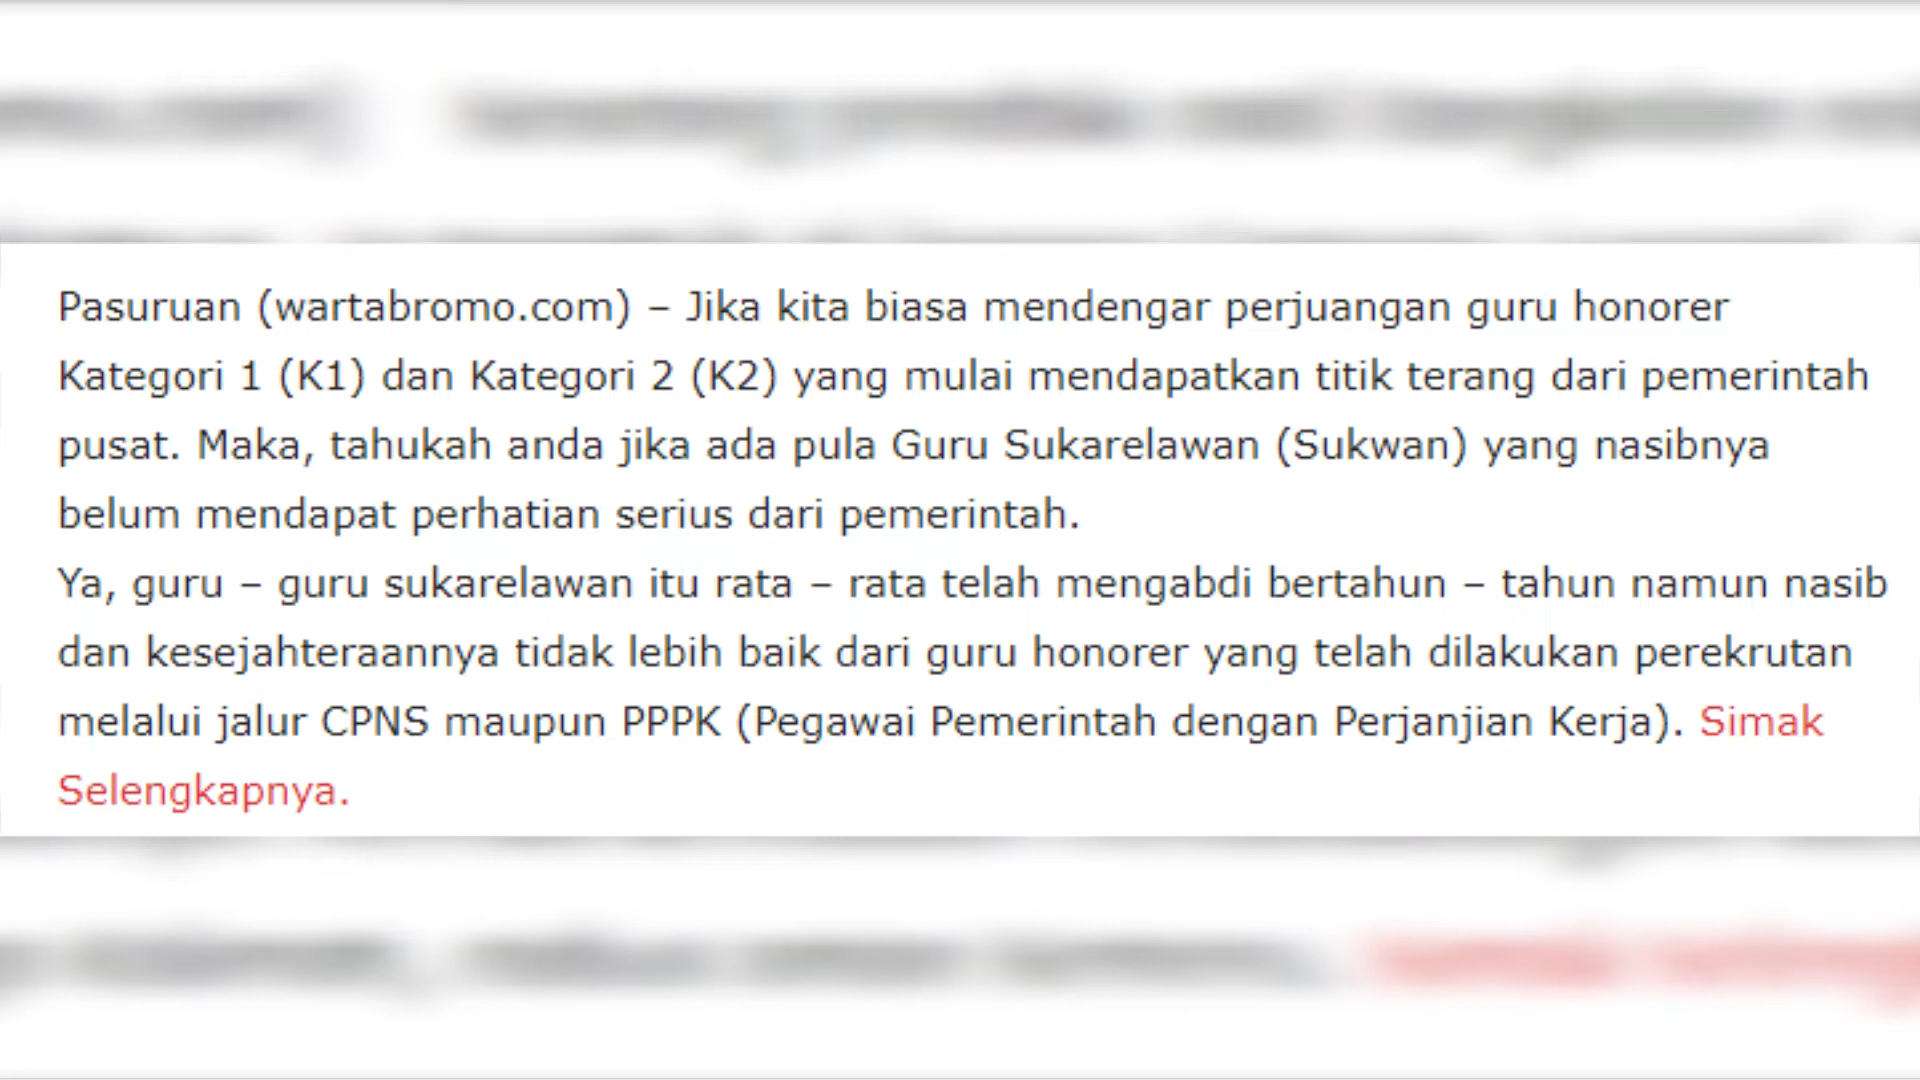 Pasuruan (wartabromo.com) – Jika kita biasa mendengar perjuangan guru honorer
Kategori 1 (K1) dan Kategori 2 (K2) yang mulai mendapatkan titik terang dari pemerintah
pusat. Maka, tahukah anda jika ada pula Guru Sukarelawan (Sukwan) yang nasibnya
belum mendapat perhatian serius dari pemerintah.
Ya, guru – guru sukarelawan itu rata – rata telah mengabdi bertahun – tahun namun nasib
dan kesejahteraannya tidak lebih baik dari guru honorer yang telah dilakukan perekrutan
melalui jalur CPNS maupun PPPK (Pegawai Pemerintah dengan Perjanjian Kerja). Simak
Selengkapnya.